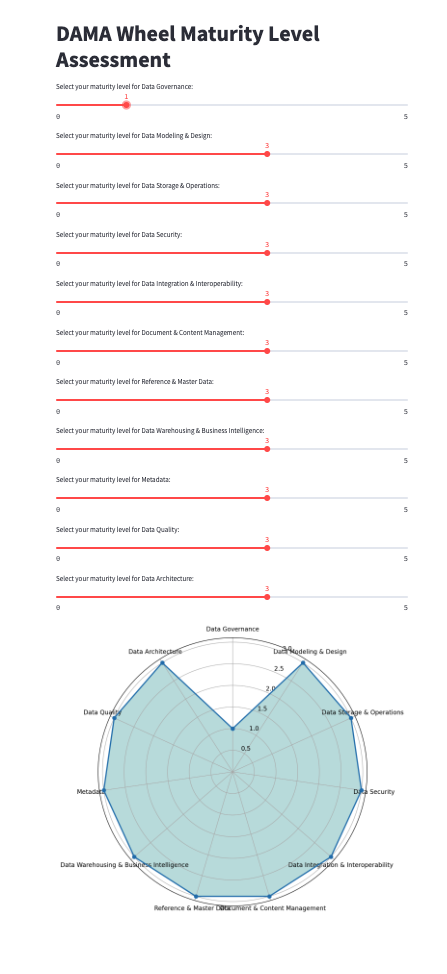 DAMA Wheel Maturity Level
Assessment
Select your maturity level for Data Governance:
1
0 5
Select your maturity level for Data Modeling & Design:
3
0 5
Select your maturity level for Data Storage & Operations:
3
0 5
Select your maturity level for Data Security:
3
0 5
Select your maturity level for Data Integration & Interoperability:
3
0 5
Select your maturity level for Document & Content Management:
3
0 5
Select your maturity level for Reference & Master Data:
3
0 5
Select your maturity level for Data Warehousing & Business Intelligence:
3
0 5
Select your maturity level for Metadata:
3
0 5
Select your maturity level for Data Quality:
3
0 5
Select your maturity level for Data Architecture:
3
0 5
Data Governance
Data Architecture
3.0
Data Modeling & Design
2.5
2.0
Data Quality
1.5
Data Storage & Operations
1.0
0.5
Metadata
Data Security
Data Warehousing & Business Intelligence
Data Integration & Interoperability
Reference & Master Data
Document & Content Management